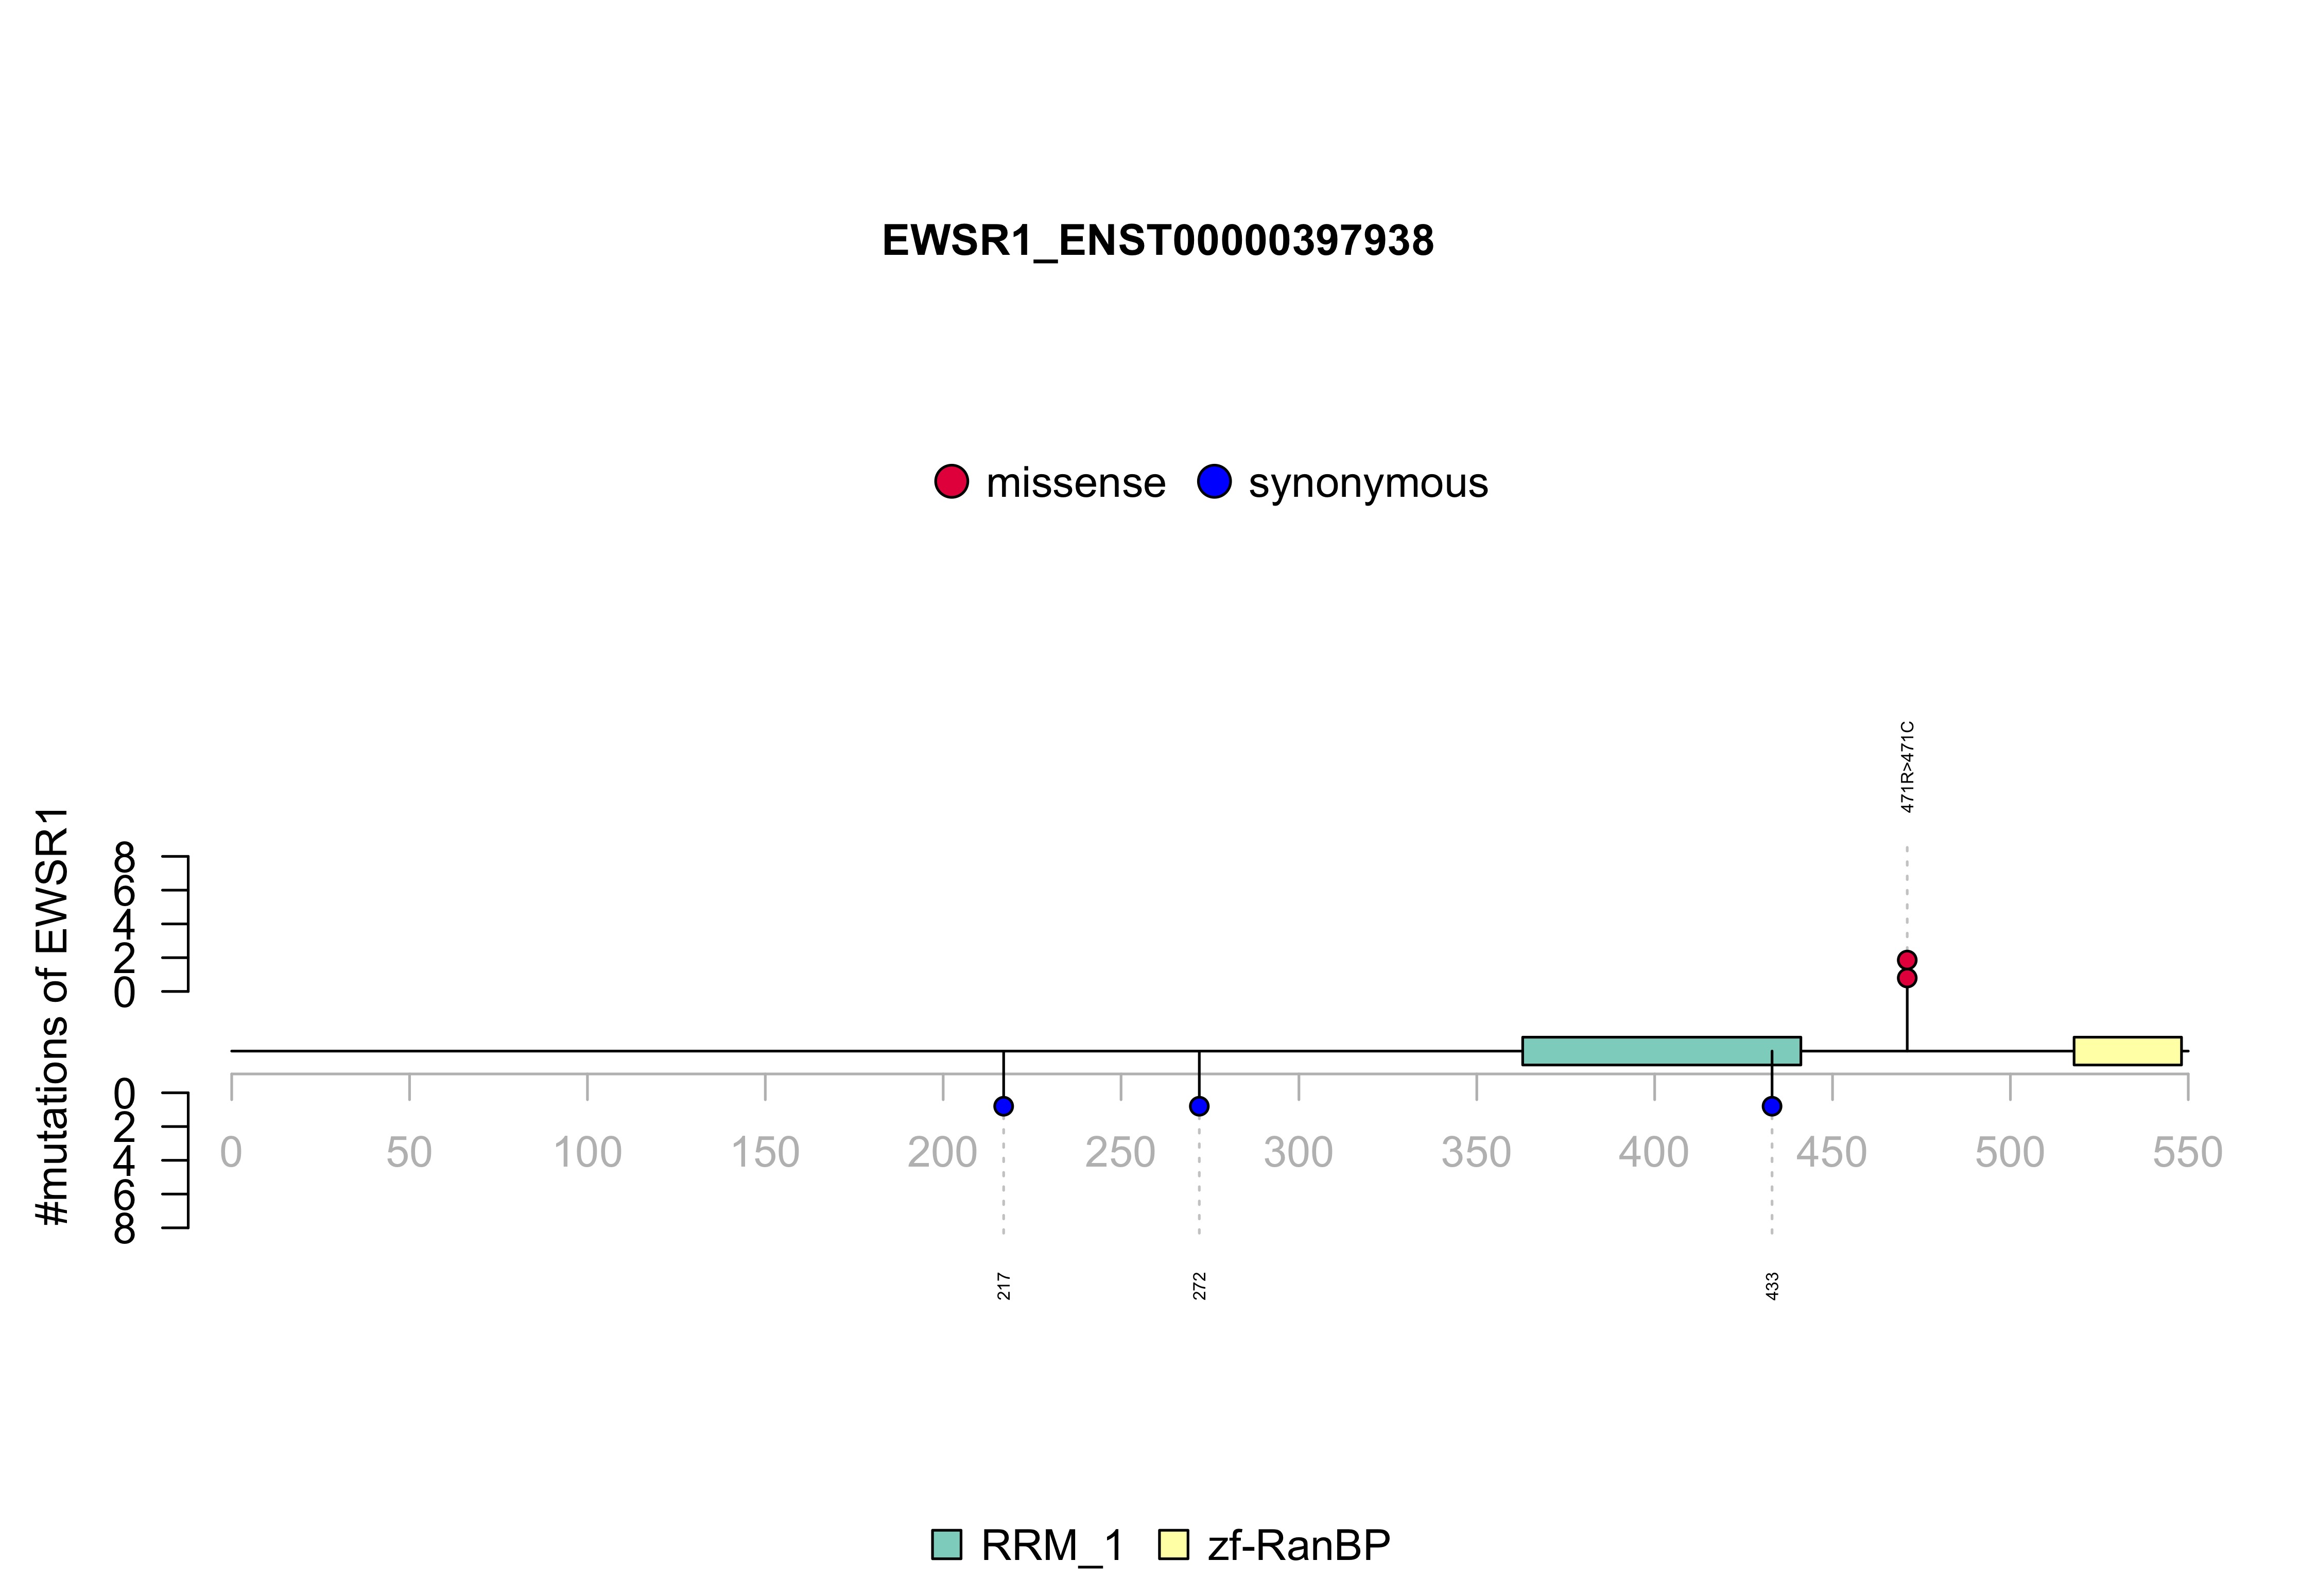 EWSR1_ENST00000397938
missense synonymous
471R>471C
#mutations of EWSR1
8
6
4
2
0
0
2
4
6
8
0 50 100 150 200 250 300 350 400 450 500 550
217 272 433
RRM_1 zf-RanBP